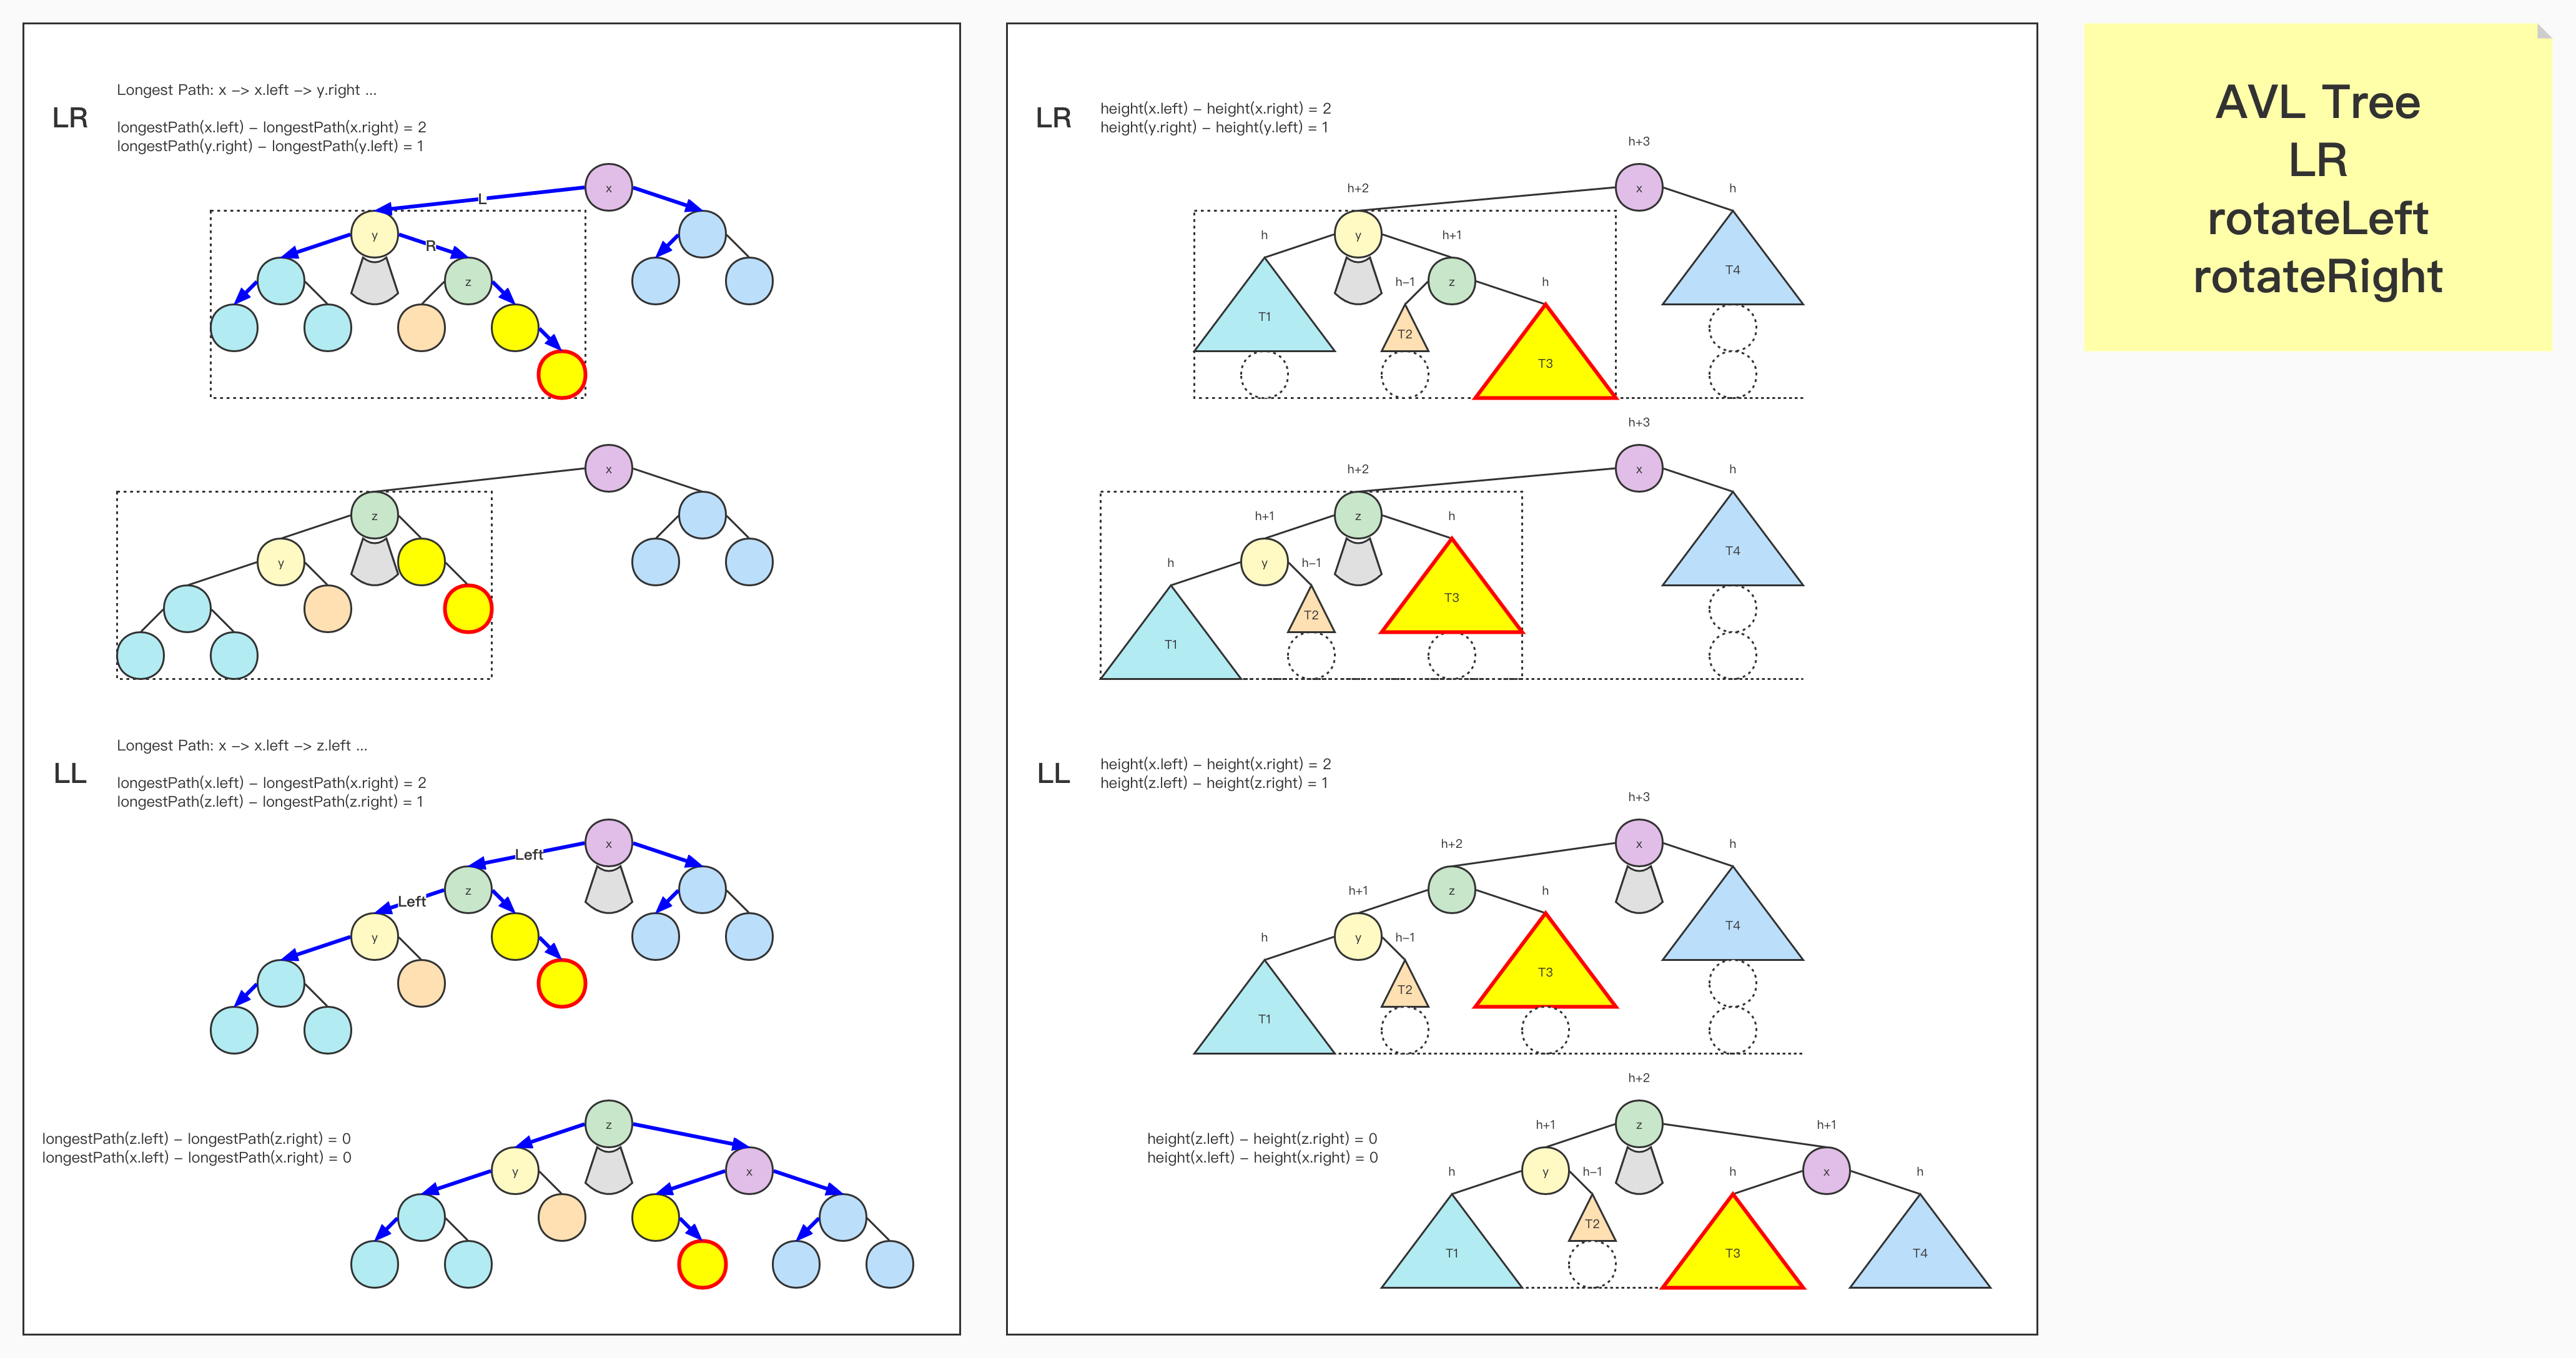 LR
Longest Path: x –> x.left –> y.right ...
longestPath(x.left) – longestPath(x.right) = 2
longestPath(y.right) – longestPath(y.left) = 1
x
L
y
R
z
x
z
y
LL
Longest Path: x –> x.left –> z.left ...
longestPath(x.left) – longestPath(x.right) = 2
longestPath(z.left) – longestPath(z.right) = 1
x
Left
z
Left
y
longestPath(z.left) – longestPath(z.right) = 0
longestPath(x.left) – longestPath(x.right) = 0
z
y
x
LR
height(x.left) – height(x.right) = 2
height(y.right) – height(y.left) = 1
h+3
h+2
x
h
h
y
h+1
h–1
z
h
T4
T1
T2
T3
h+3
h+2
x
h
h+1
z
h
h
y
h–1
T4
T1
T2
T3
LL
height(x.left) – height(x.right) = 2
height(z.left) – height(z.right) = 1
h+3
h+2
x
h
h+1
z
h
h
y
h–1
T4
T1
T2
T3
height(z.left) – height(z.right) = 0
height(x.left) – height(x.right) = 0
h+2
h+1
z
h+1
h
y
h–1
h
x
h
T1
T2
T3
T4
AVL Tree
LR
rotateLeft
rotateRight